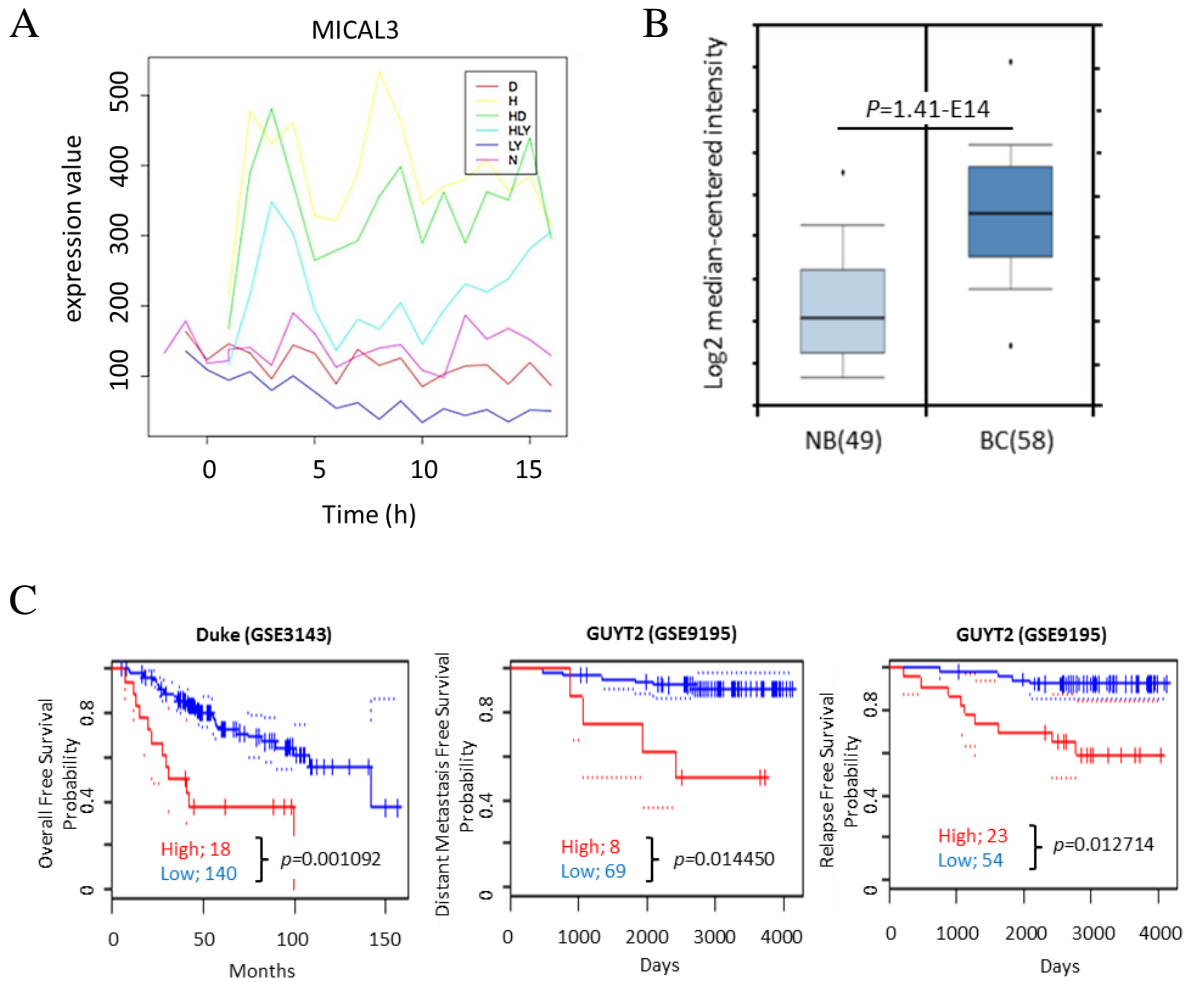 A
MICAL3
expression value
500
400
300
200
100
D
H
HD
HLY
LY
N
0 5 10 15
Time (h)
B
Log2 median-centered intensity
P=1.41-E14
NB(49) BC(58)
C
Duke (GSE3143)
Overall Free Survival
Probability
0.8
0.4
0
High; 18
Low; 140
p=0.001092
0 50 100 150
Months
GUYT2 (GSE9195)
Distant Metastasis Free Survival
Probability
0.8
0.4
0
High; 8
Low; 69
p=0.014450
0 1000 2000 3000 4000
Days
GUYT2 (GSE9195)
Relapse Free Survival
Probability
0.8
0.4
0
High; 23
Low; 54
p=0.012714
0 1000 2000 3000 4000
Days